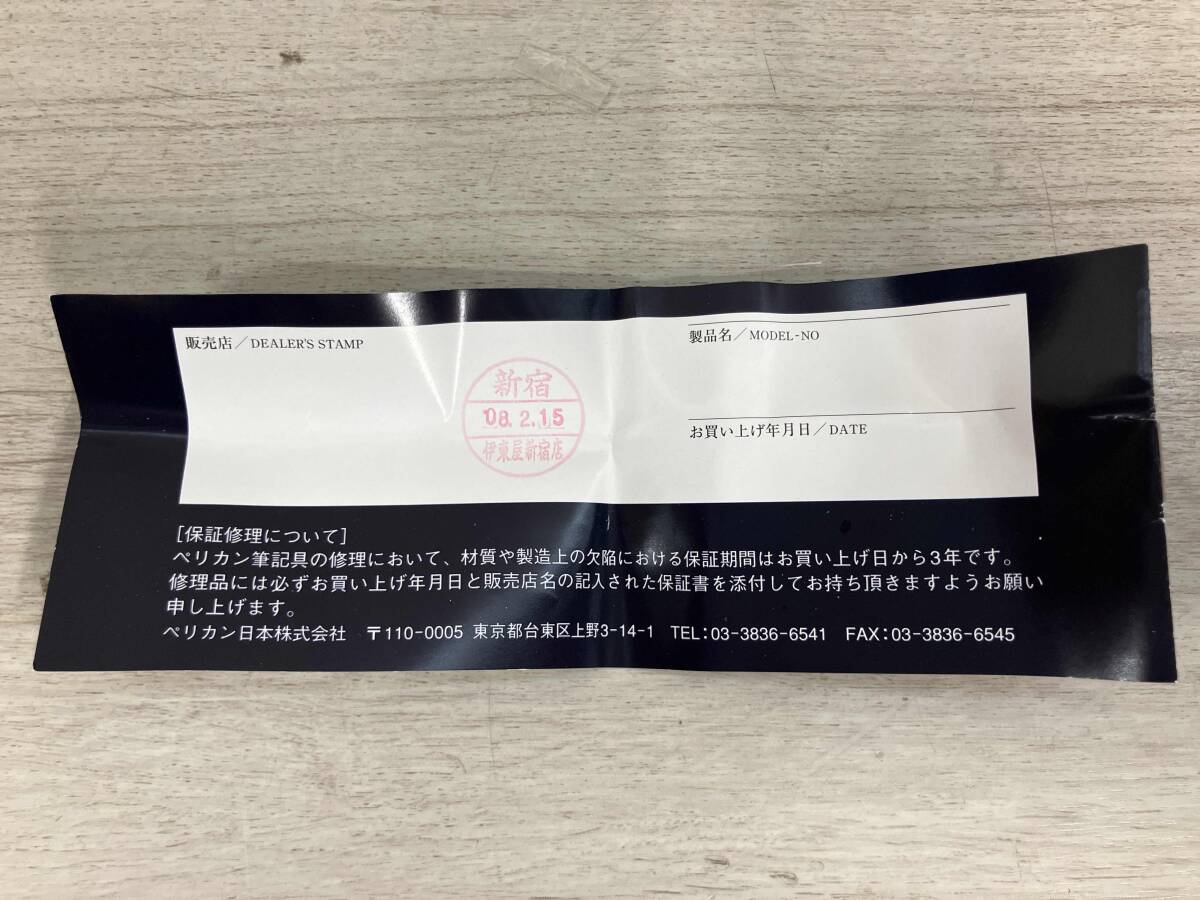 販売店／DEALER'S STAMP
新宿
'08.2.15
伊東屋新宿店
製品名／MODEL-NO
お買い上げ年月日／DATE
[保証修理について]
ペリカン筆記具の修理において、材質や製造上の欠陥における保証期間はお買い上げ日から3年です。
修理品には必ずお買い上げ年月日と販売店名の記入された保証書を添付してお持ち頂きますようお願い
申し上げます。
ペリカン日本株式会社 〒110-0005 東京都台東区上野3-14-1 TEL:03-3836-6541 FAX:03-3836-6545